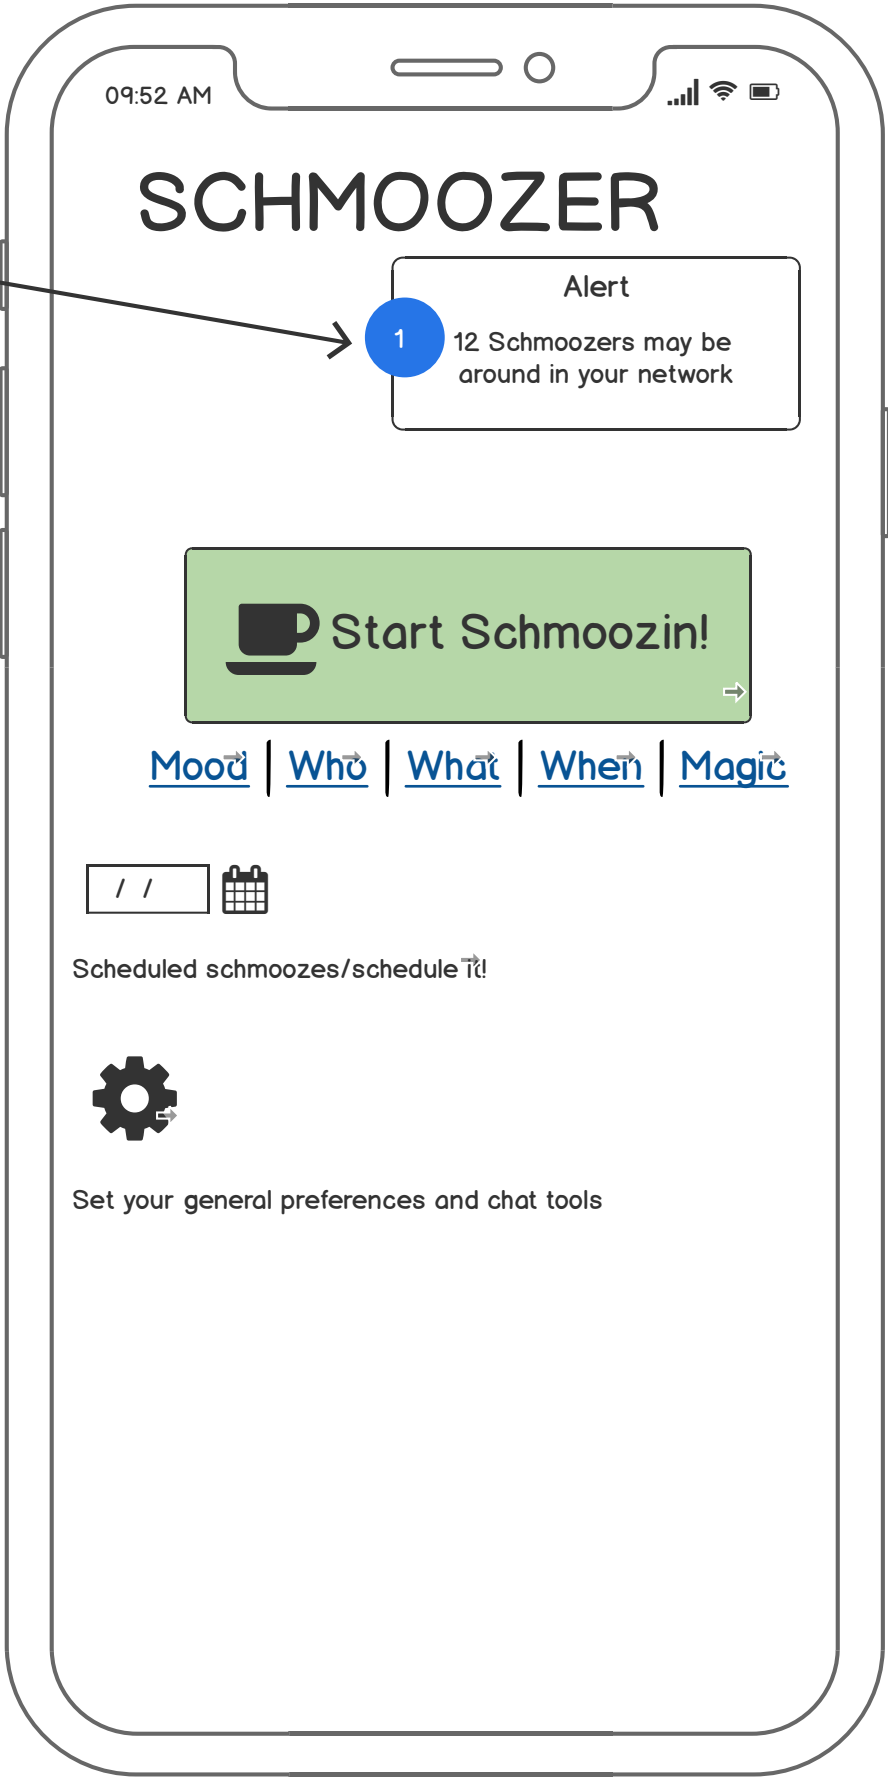 09:52 AM
SCHMOOZER
Alert
1
12 Schmoozers may be
around in your network
Start Schmoozin!
Mood Who What When Magic
/ /
Scheduled schmoozes/schedule it!
Set your general preferences and chat tools